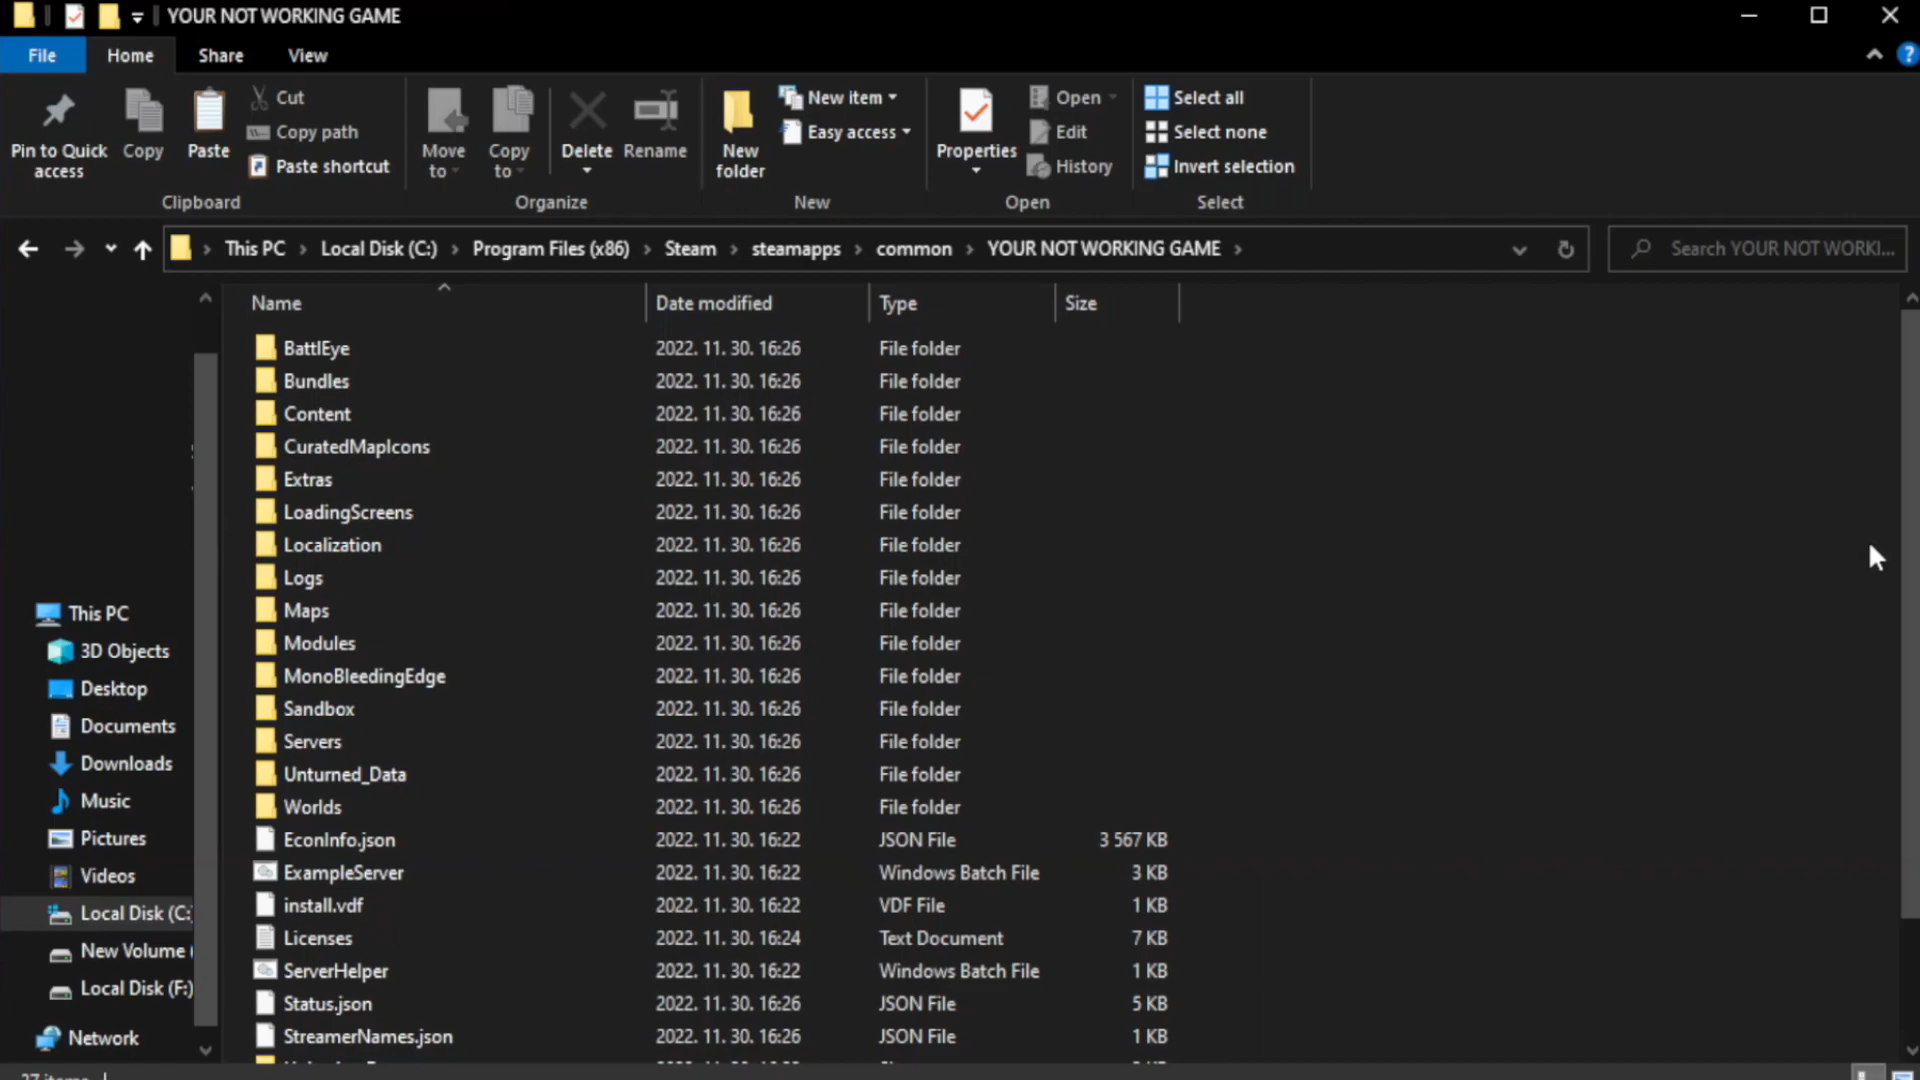 YOUR NOT WORKING GAME
File Home Share View
Pin to Quick access
Copy
Paste
Cut
Copy path
Paste shortcut
Clipboard
Move to
Copy to
Delete
Rename
Organize
New folder
New item
Easy access
New
Properties
Open
Edit
History
Open
Select all
Select none
Invert selection
Select
This PC Local Disk (C:) Program Files (x86) Steam steamapps common YOUR NOT WORKING GAME
Search YOUR NOT WORKI...
Name Date modified Type Size
BattlEye 2022. 11. 30. 16:26 File folder
Bundles 2022. 11. 30. 16:26 File folder
Content 2022. 11. 30. 16:26 File folder
CuratedMapIcons 2022. 11. 30. 16:26 File folder
Extras 2022. 11. 30. 16:26 File folder
LoadingScreens 2022. 11. 30. 16:26 File folder
Localization 2022. 11. 30. 16:26 File folder
Logs 2022. 11. 30. 16:26 File folder
Maps 2022. 11. 30. 16:26 File folder
Modules 2022. 11. 30. 16:26 File folder
MonoBleedingEdge 2022. 11. 30. 16:26 File folder
Sandbox 2022. 11. 30. 16:26 File folder
Servers 2022. 11. 30. 16:26 File folder
Unturned_Data 2022. 11. 30. 16:26 File folder
Worlds 2022. 11. 30. 16:26 File folder
EconInfo.json 2022. 11. 30. 16:22 JSON File 3 567 KB
ExampleServer 2022. 11. 30. 16:22 Windows Batch File 3 KB
install.vdf 2022. 11. 30. 16:22 VDF File 1 KB
Licenses 2022. 11. 30. 16:24 Text Document 7 KB
ServerHelper 2022. 11. 30. 16:22 Windows Batch File 1 KB
Status.json 2022. 11. 30. 16:26 JSON File 5 KB
StreamerNames.json 2022. 11. 30. 16:26 JSON File 1 KB
This PC
3D Objects
Desktop
Documents
Downloads
Music
Pictures
Videos
Local Disk (C:
New Volume (
Local Disk (F:)
Network